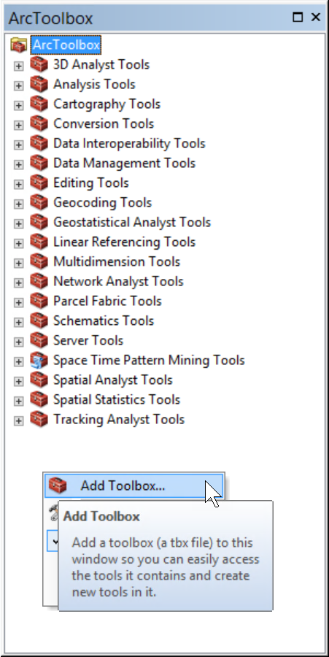 ArcToolbox
ArcToolbox
3D Analyst Tools
Analysis Tools
Cartography Tools
Conversion Tools
Data Interoperability Tools
Data Management Tools
Editing Tools
Geocoding Tools
Geostatistical Analyst Tools
Linear Referencing Tools
Multidimension Tools
Network Analyst Tools
Parcel Fabric Tools
Schematics Tools
Server Tools
Space Time Pattern Mining Tools
Spatial Analyst Tools
Spatial Statistics Tools
Tracking Analyst Tools
Add Toolbox...
Add Toolbox
Add a toolbox (a tbx file) to this
window so you can easily access
the tools it contains and create
new tools in it.